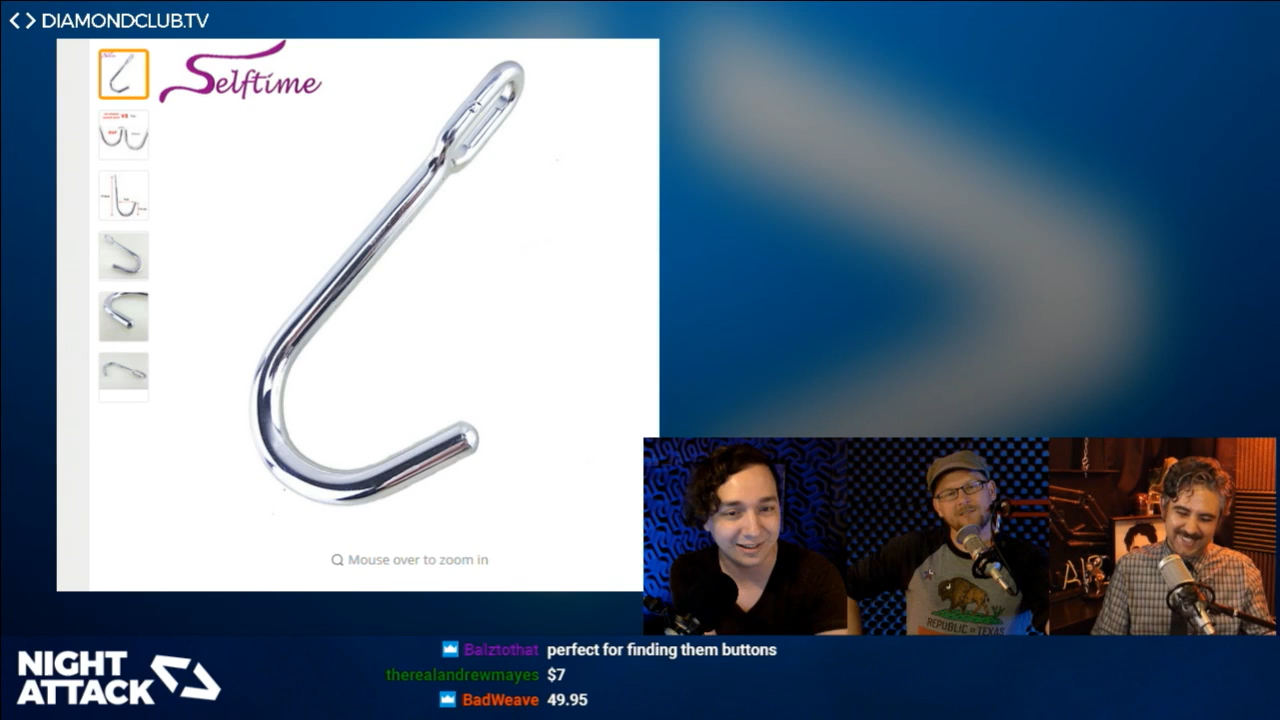 <> DIAMONDCLUB.TV
Selftime
Mouse over to zoom in
REPUBLIC OF TEXAS
NIGHT
ATTACK
Balztothat perfect for finding them buttons
therealandrewmayes $7
BadWeave 49.95